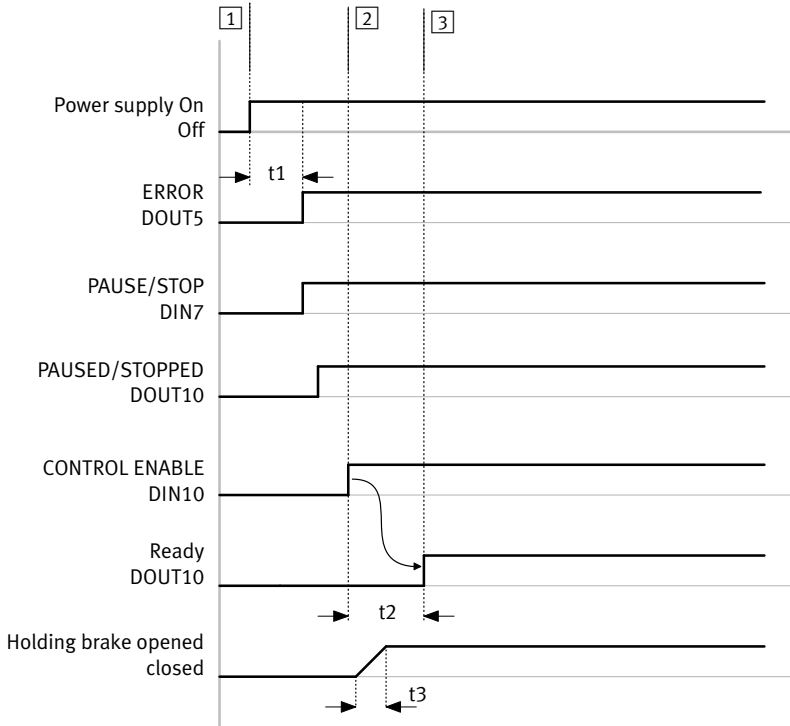 1
2
3
Power supply On
Off
t1
ERROR
DOUT5
PAUSE/STOP
DIN7
PAUSED/STOPPED
DOUT10
CONTROL ENABLE
DIN10
Ready
DOUT10
t2
Holding brake opened
closed
t3